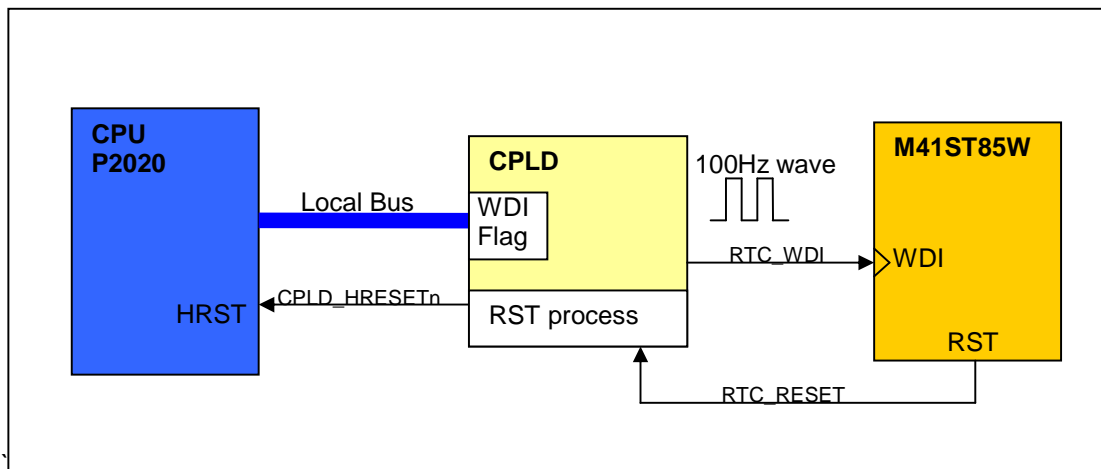 CPU
P2020
CPLD
M41ST85W
100Hz wave
Local Bus
WDI
Flag
RTC_WDI
WDI
CPLD_HRESETn
HRST
RST process
RST
RTC_RESET
`